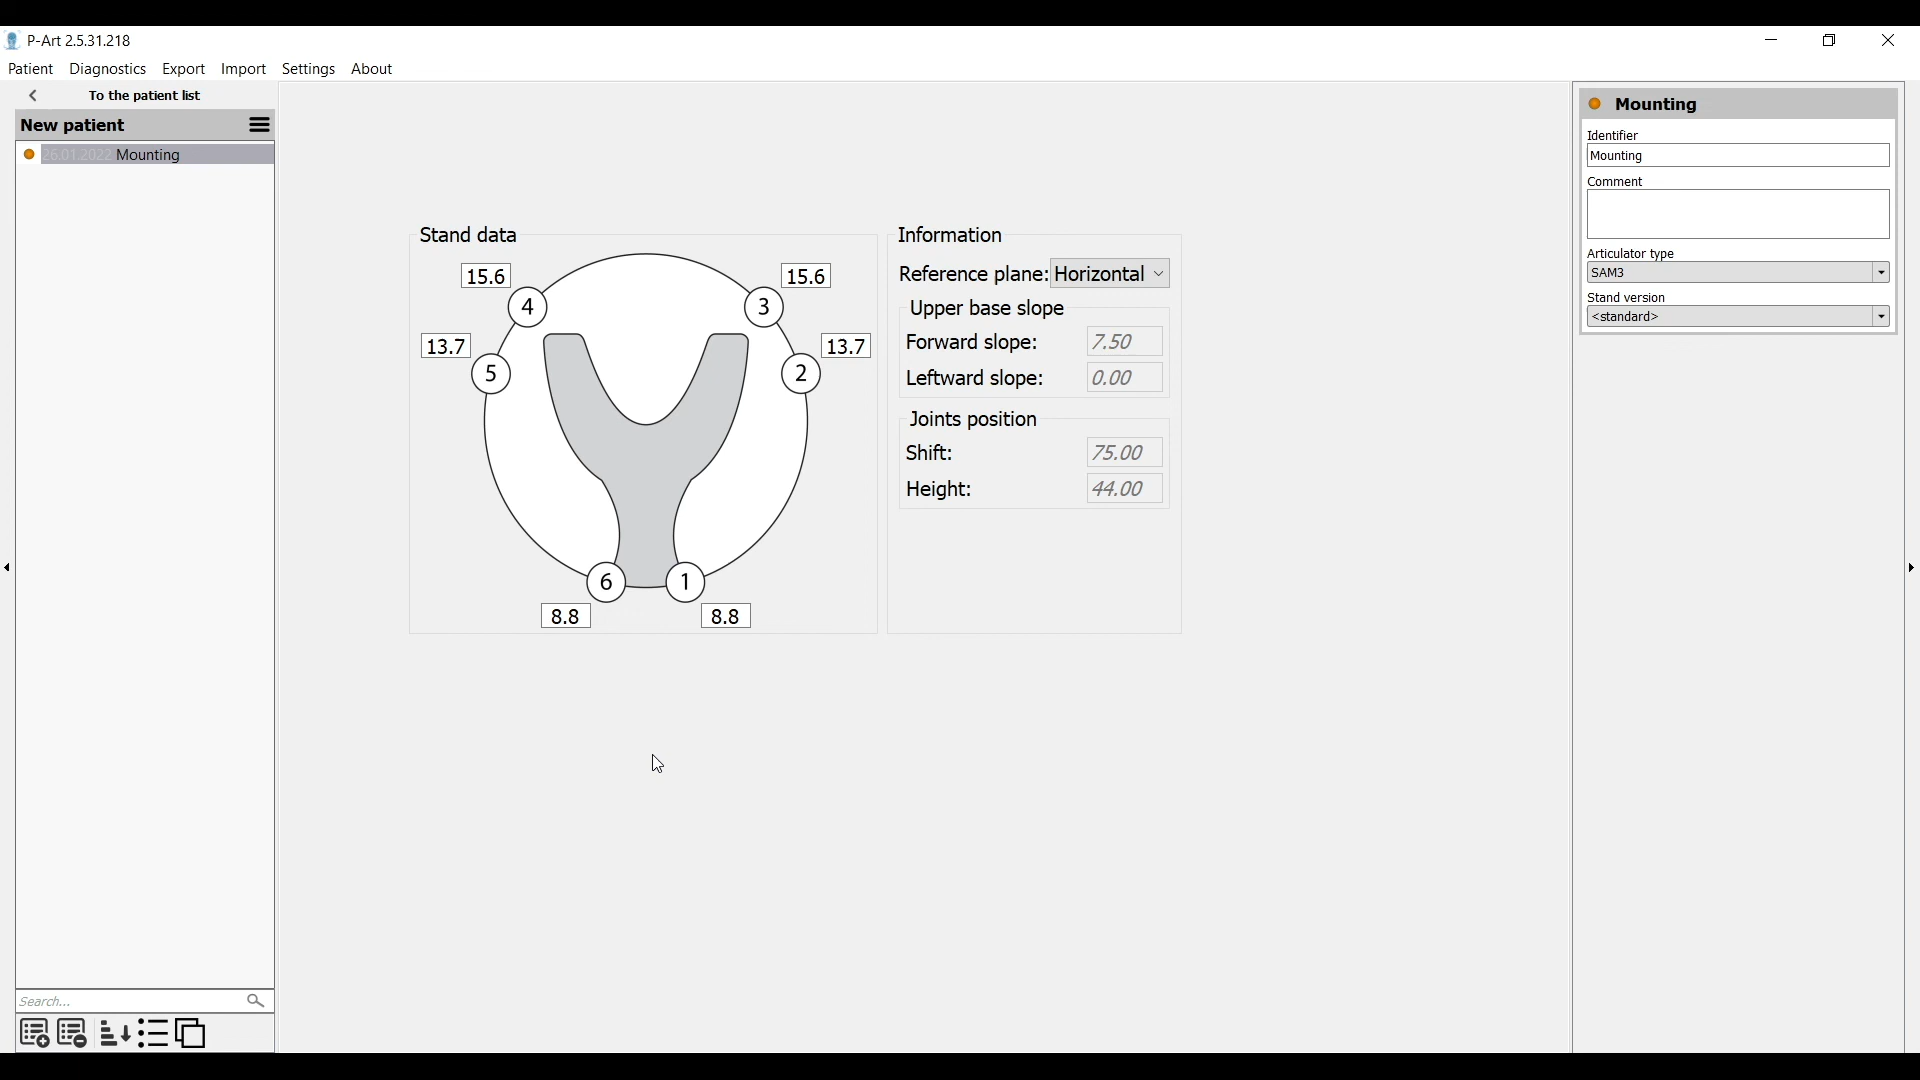 P-Art 2.5.31.218
Patient Diagnostics Export Import Settings About
To the patient list
New patient
26.01.2022 Mounting
Search...
Stand data
15.6
15.6
4
3
13.7
13.7
5
2
6
1
8.8
8.8
Information
Reference plane: Horizontal
Upper base slope
Forward slope: 7.50
Leftward slope: 0.00
Joints position
Shift: 75.00
Height: 44.00
Mounting
Identifier
Mounting
Comment
Articulator type
SAM3
Stand version
<standard>